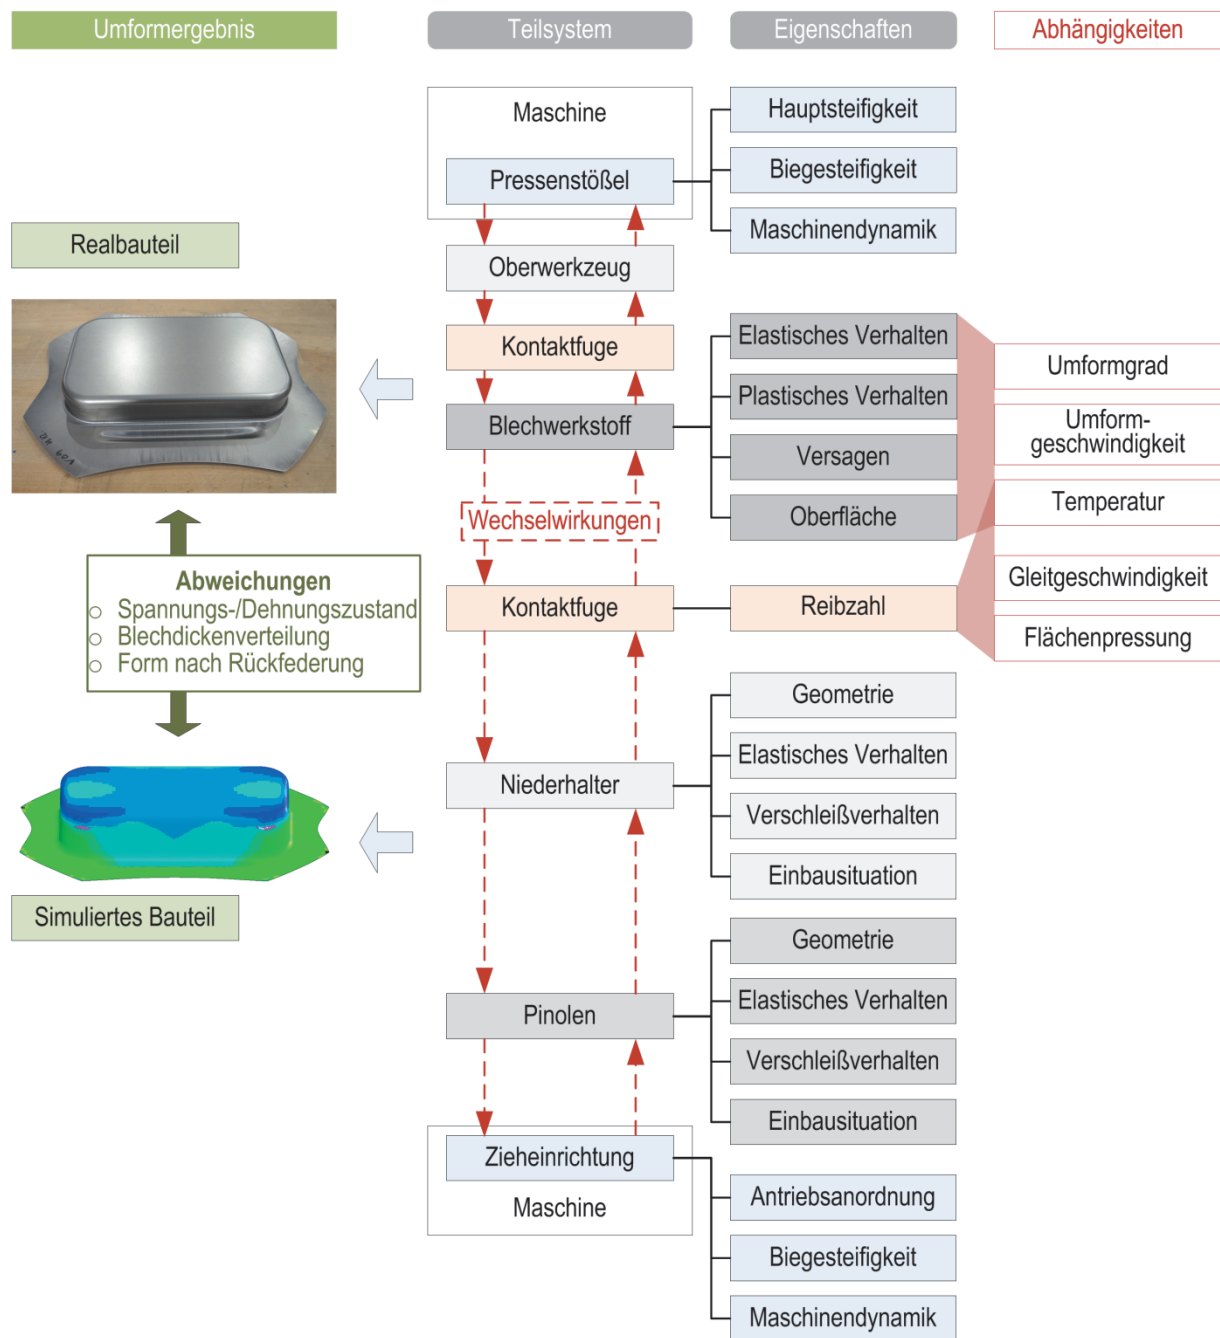 Umformergebnis
Teilsystem
Eigenschaften
Abhängigkeiten
Maschine
Pressenstößel
Hauptsteifigkeit
Biegesteifigkeit
Maschinendynamik
Realbauteil
Oberwerkzeug
Kontaktfuge
Blechwerkstoff
Elastisches Verhalten
Plastisches Verhalten
Versagen
Oberfläche
Umformgrad
Umform-
geschwindigkeit
Temperatur
Gleitgeschwindigkeit
Flächenpressung
Wechselwirkungen
Abweichungen
Spannungs-/Dehnungszustand
Blechdickenverteilung
Form nach Rückfederung
Kontaktfuge
Reibzahl
Niederhalter
Geometrie
Elastisches Verhalten
Verschleißverhalten
Einbausituation
Simuliertes Bauteil
Pinolen
Geometrie
Elastisches Verhalten
Verschleißverhalten
Einbausituation
Zieheinrichtung
Maschine
Antriebsanordnung
Biegesteifigkeit
Maschinendynamik